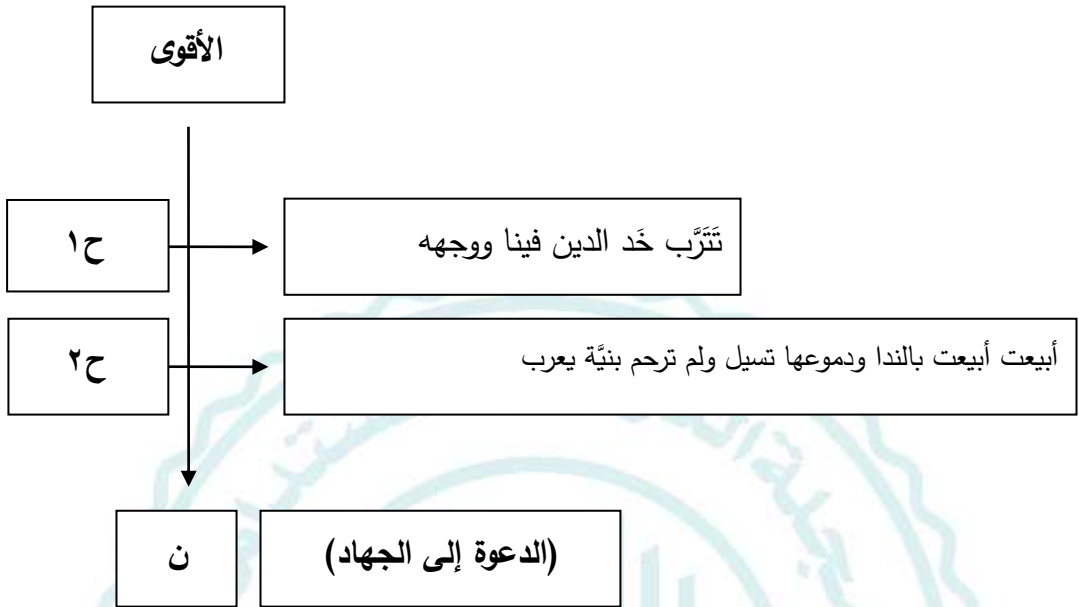 الأقوى
ح١
تَتَرَّب خَد الدين فينا ووجهه
ح٢
أبيعت أبيعت بالندا ودموعها تسيل ولم ترحم بنيَّة يعرب
ن
(الدعوة إلى الجهاد)